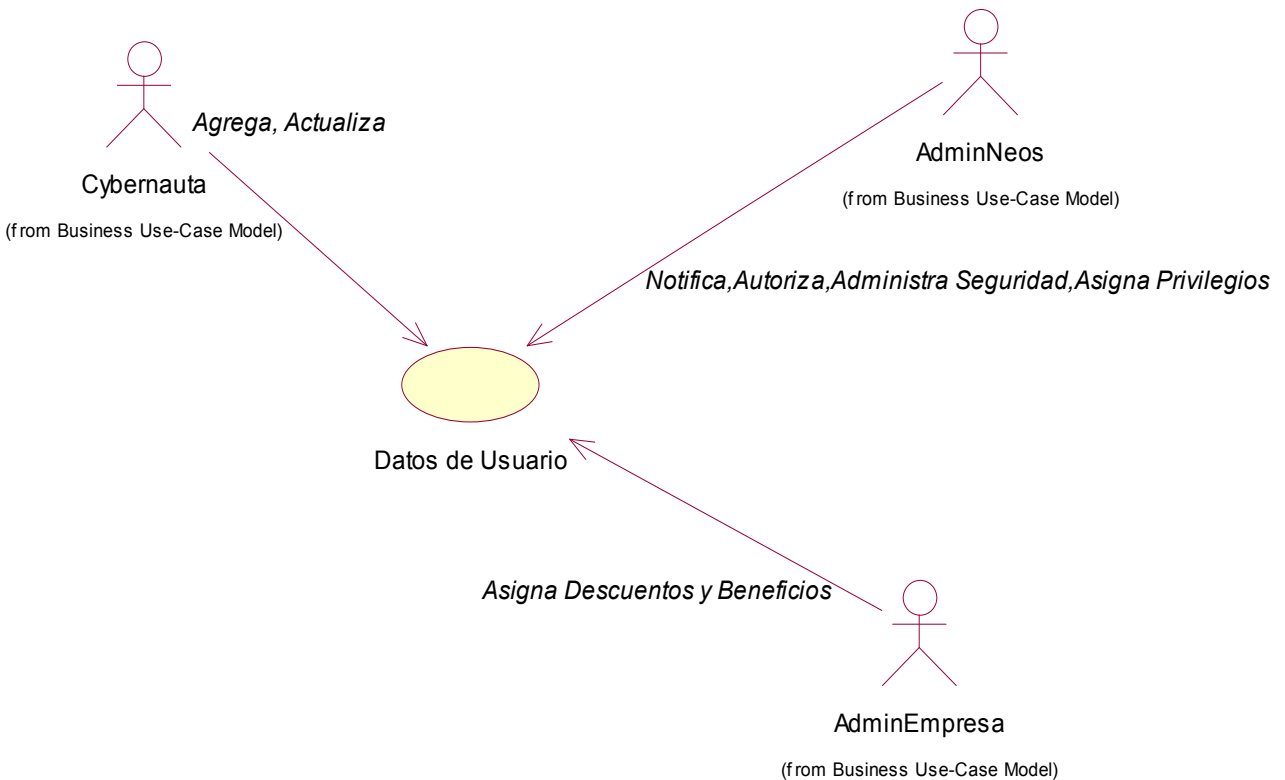 Agrega, Actualiza
Cybernauta
(from Business Use-Case Model)
AdminNeos
(from Business Use-Case Model)
Notifica,Autoriza,Administra Seguridad,Asigna Privilegios
Datos de Usuario
Asigna Descuentos y Beneficios
AdminEmpresa
(from Business Use-Case Model)